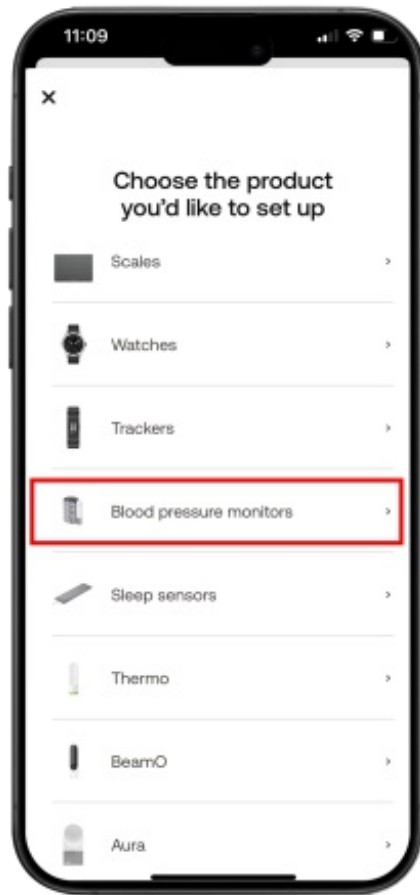 11:09
Choose the product
you'd like to set up
Scales
Watches
Trackers
Blood pressure monitors
Sleep sensors
Thermo
BeamO
Aura